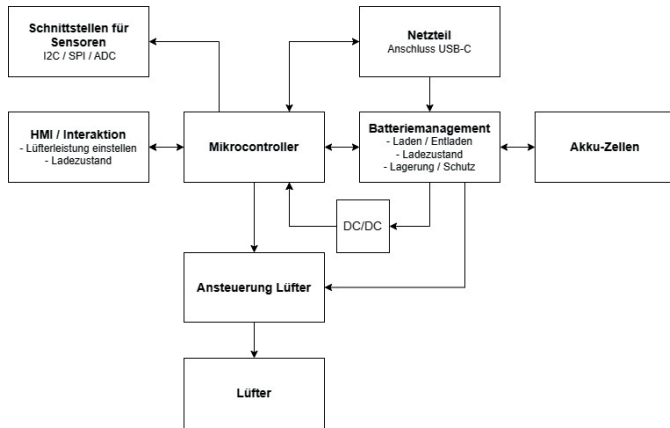 Schnittstellen für
Sensoren
I2C / SPI / ADC
Netzteil
Anschluss USB-C
HMI / Interaktion
- Lüfterleistung einstellen
- Ladezustand
Mikrocontroller
Batteriemanagement
- Laden / Entladen
- Ladezustand
- Lagerung / Schutz
Akku-Zellen
DC/DC
Ansteuerung Lüfter
Lüfter